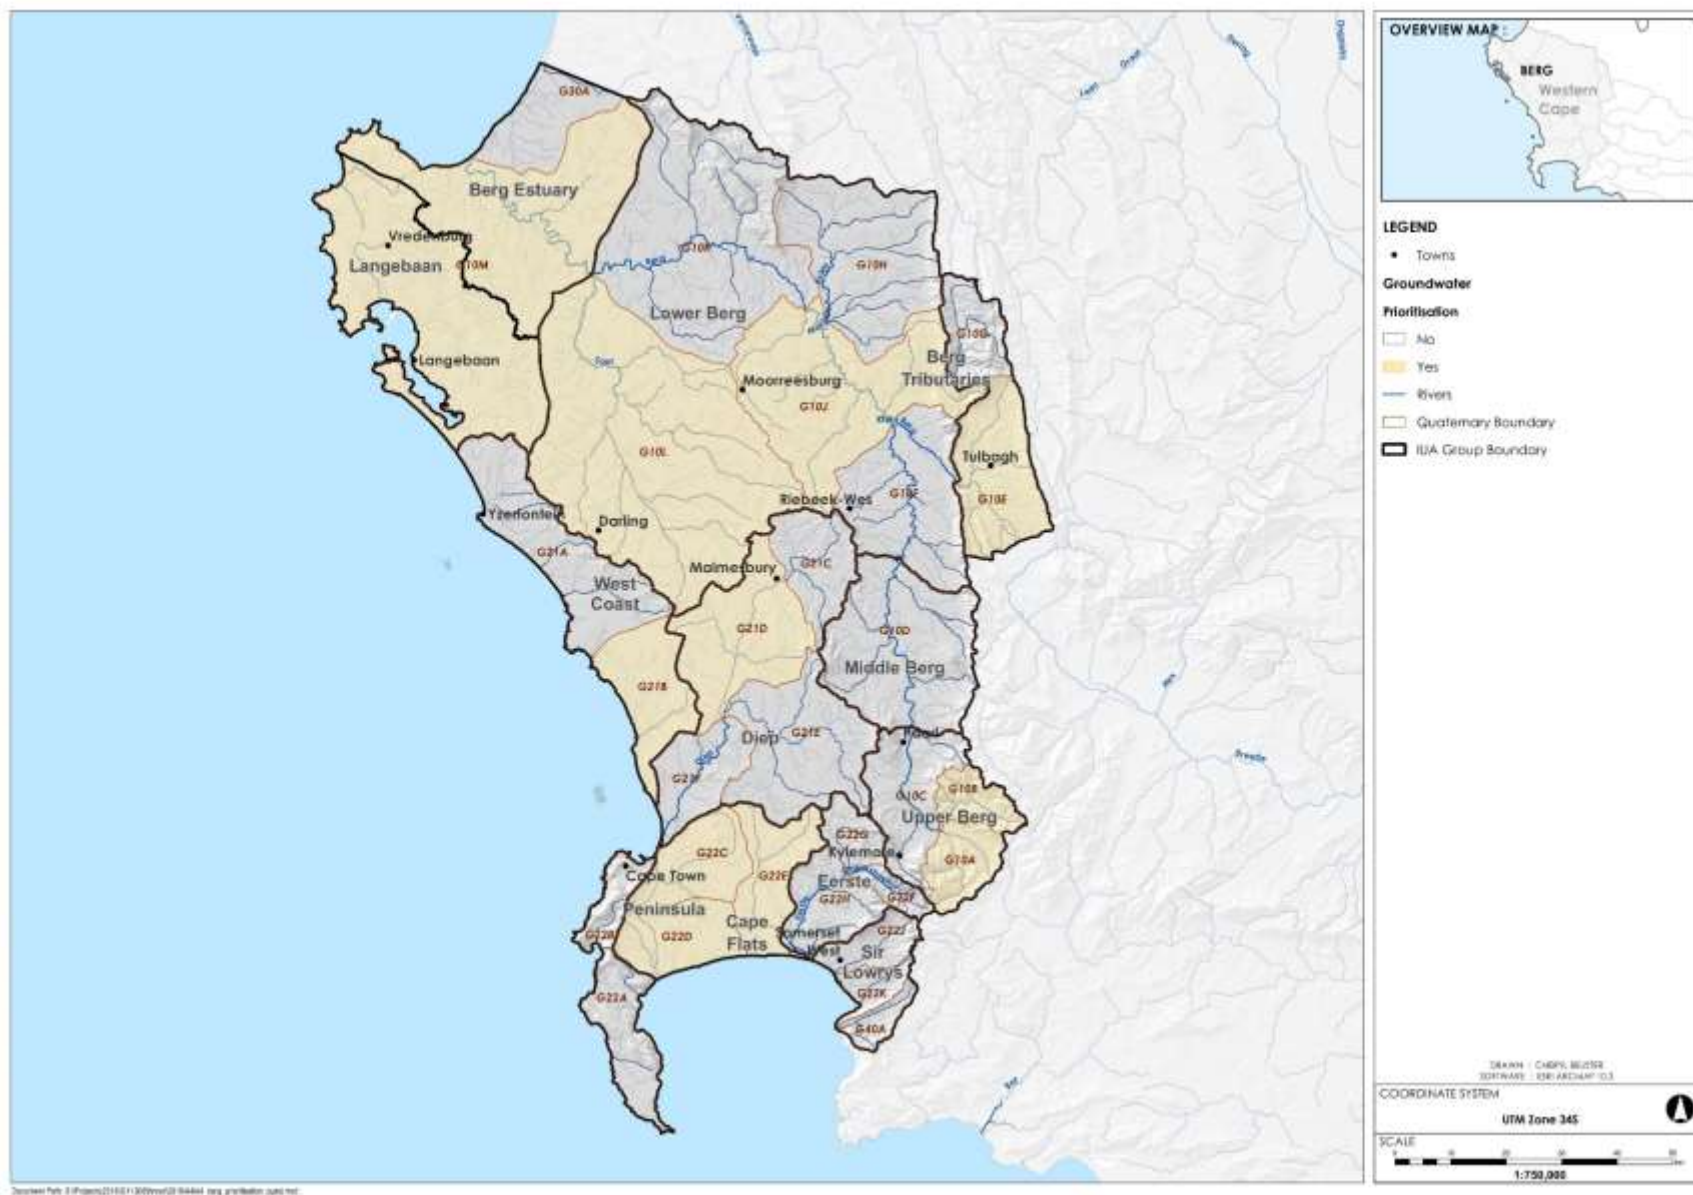 G30A
Berg Estuary
Vredenburg
Langebaan
G10M
G10K
G10H
Lower Berg
Langebaan
Berg
Tributaries
G10G
Moorreesburg
G10J
G10L
Tulbagh
Riebeek-Wes
G10F
G10E
Yzerfontein
Darling
G21A
Malmesbury
G21C
West
Coast
G21D
G10D
Middle Berg
G21B
Diep
G21E
Paarl
G21F
G10C
G10B
Upper Berg
G22C
G22G
Kylemore
G10A
Cape Town
G22E
Eerste
G22H
G22F
Peninsula
Cape
Flats
G22B
G22D
Somerset
West
G22J
Sir
Lowrys
G22A
G22K
G40A
Breede
OVERVIEW MAP :
BERG
Western
Cape
LEGEND
Towns
Groundwater
Prioritisation
No
Yes
Rivers
Quaternary Boundary
IUA Group Boundary
COORDINATE SYSTEM
UTM Zone 34S
SCALE
1:750,000